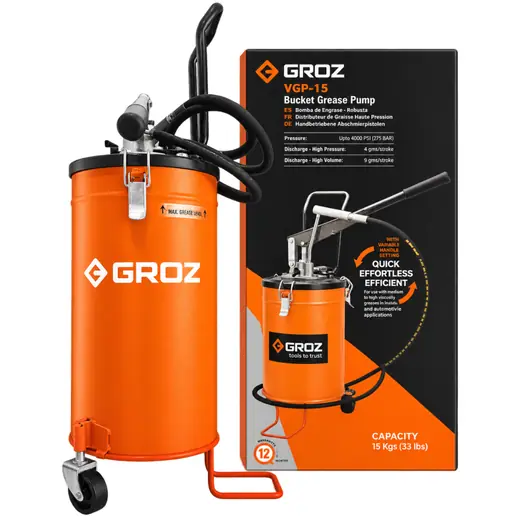 MAX. GREASE LEVEL
GROZ
GROZ
VGP-15
Bucket Grease Pump
ES Bomba de Engrase - Robusta
FR Distributeur de Graisse Haute Pression
DE Handbetriebene Abschmierpistolen
Pressure: Upto 4000 PSI (275 BAR)
Discharge - High Pressure: 4 gms/stroke
Discharge - High Volume: 9 gms/stroke
WITH
VARIABLE
HANDLE
SETTING
QUICK
EFFORTLESS
EFFICIENT
For use with medium
to high viscosity
greases in industrial
and automotivie
applications
GROZ
tools to trust
12
CAPACITY
15 Kgs (33 lbs)